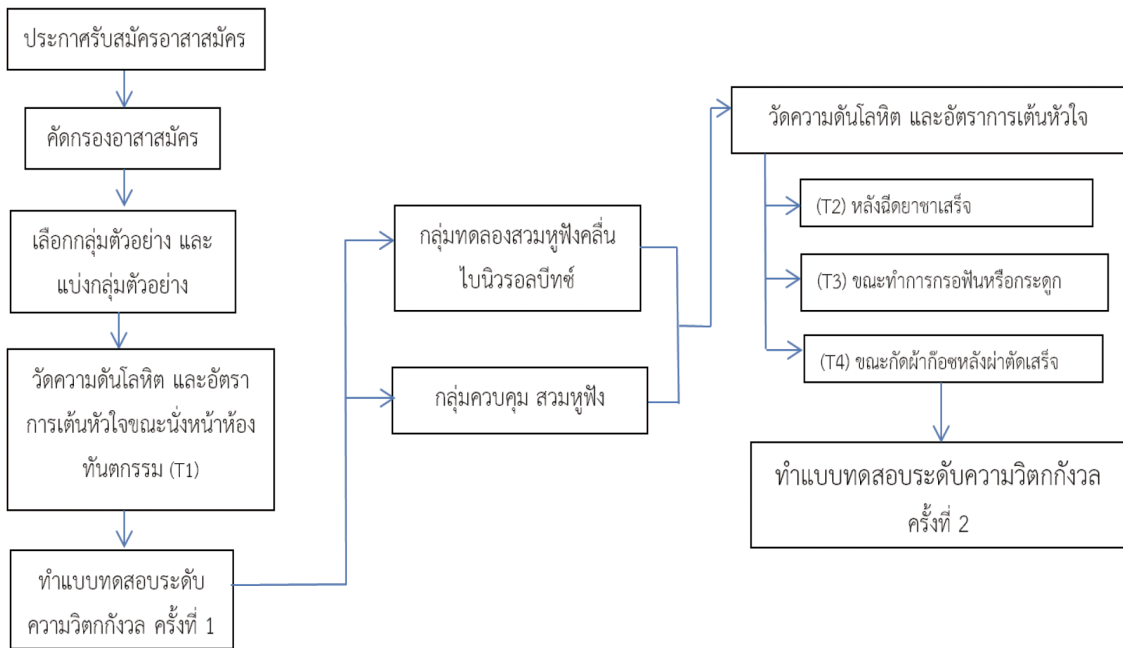 ประกาศรับสมัครอาสาสมัคร
คัดกรองอาสาสมัคร
เลือกกลุ่มตัวอย่าง และ
แบ่งกลุ่มตัวอย่าง
วัดความดันโลหิต และอัตรา
การเต้นหัวใจขณะนั่งหน้าห้อง
ทันตกรรม (T1)
ทำแบบทดสอบระดับ
ความวิตกกังวล ครั้งที่ 1
กลุ่มทดลองสวมหูฟังคลื่น
ไบนิวรอลบีทซ์
กลุ่มควบคุม สวมหูฟัง
วัดความดันโลหิต และอัตราการเต้นหัวใจ
(T2) หลังฉีดยาชาเสร็จ
(T3) ขณะทำการกรอฟันหรือกระดูก
(T4) ขณะกัดผ้าก๊อซหลังผ่าตัดเสร็จ
ทำแบบทดสอบระดับความวิตกกังวล
ครั้งที่ 2